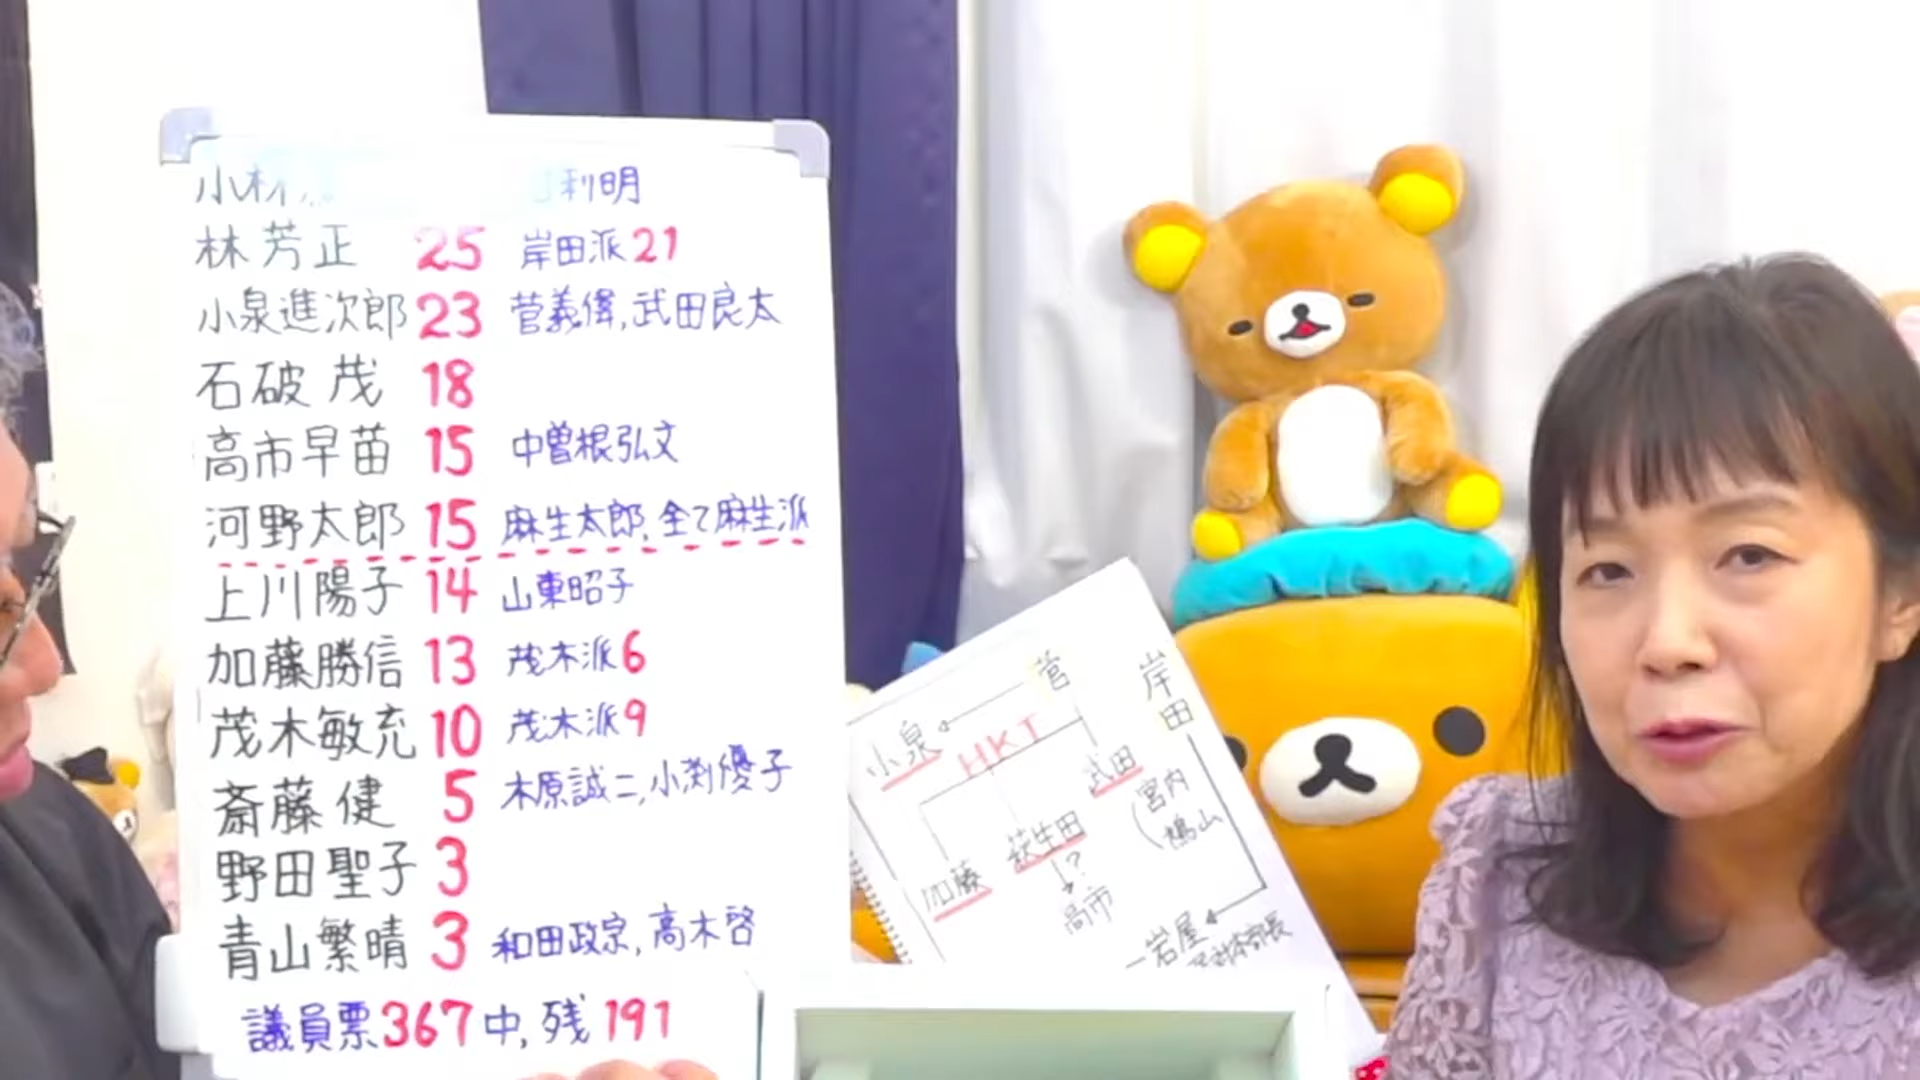 小林
利明
林芳正 25 岸田派21
小泉進次郎 23 菅義偉,武田良太
石破茂 18
高市早苗 15 中曽根弘文
河野太郎 15 麻生太郎,全て麻生派
上川陽子 14 山東昭子
加藤勝信 13 茂木派6
茂木敏充 10 茂木派9
斎藤健 5 木原誠二,小渕優子
野田聖子 3
青山繁晴 3 和田政宗,高木啓
議員票367中,残191
菅
岸田
小泉
HKT
武田
(宮内
鳩山
加藤
萩生田
?
高市
岩屋
本部長